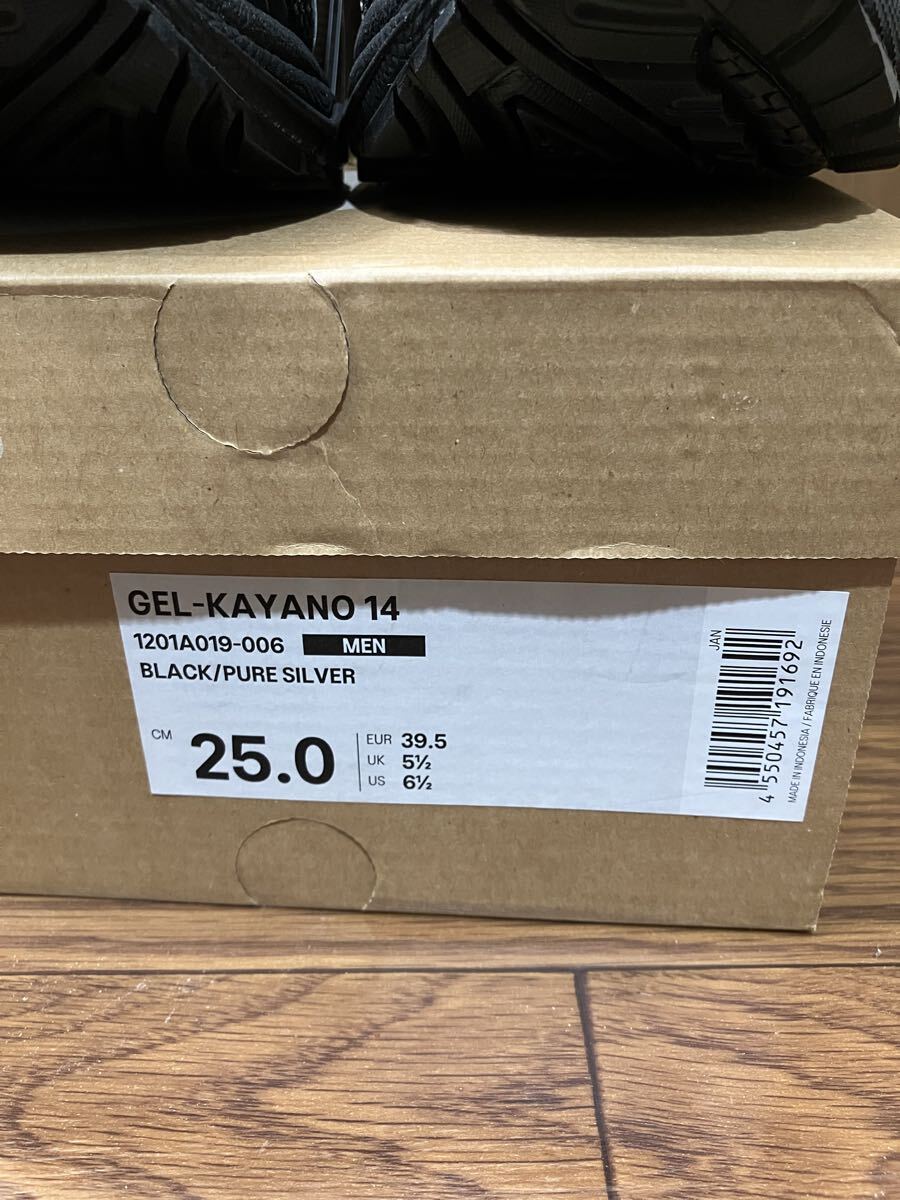 GEL-KAYANO 14
1201A019-006 MEN
BLACK/PURE SILVER
CM 25.0
EUR 39.5
UK 5½
US 6½
JAN
4 550457 191692
MADE IN INDONESIA / FABRIQUE EN INDONESIE